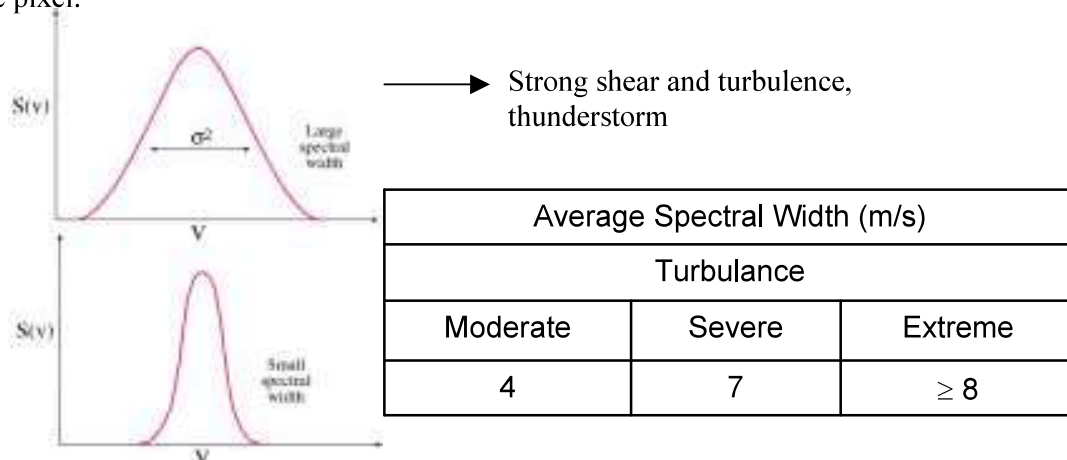 pixel.
S(v)
σ²
Large
spectral
width
V
Strong shear and turbulence,
thunderstorm
Average Spectral Width (m/s)
Turbulance
Moderate Severe Extreme
4 7 ≥ 8
S(v)
Small
spectral
width
V